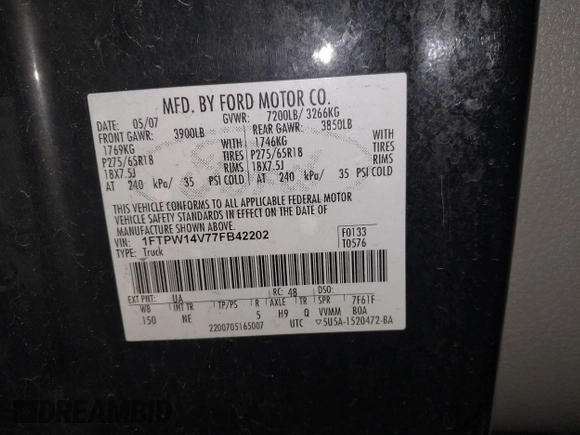 MFD. BY FORD MOTOR CO.
DATE: 05/07 GVWR: 7200LB/ 3266KG
FRONT GAWR: 3900LB REAR GAWR: 3850LB
1769KG WITH 1746KG WITH
P275/65R18 TIRES P275/65R18 TIRES
18X7.5J RIMS 18X7.5J RIMS
AT 240 kPa/ 35 PSI COLD AT 240 kPa/ 35 PSI COLD
THIS VEHICLE CONFORMS TO ALL APPLICABLE FEDERAL MOTOR
VEHICLE SAFETY STANDARDS IN EFFECT ON THE DATE OF
MANUFACTURE SHOWN ABOVE.
VIN: 1FTPW14V77FB42202 F0133
TYPE: Truck T0576
EXT PNT: UA RC: 48 DSO:
WB INT TR TP/PS R AXLE TR SPR 7F61F
150 NE 5 H9 Q VVMM BOA
2200705165007 UTC 5U5A-1520472-BA
DREAMBID